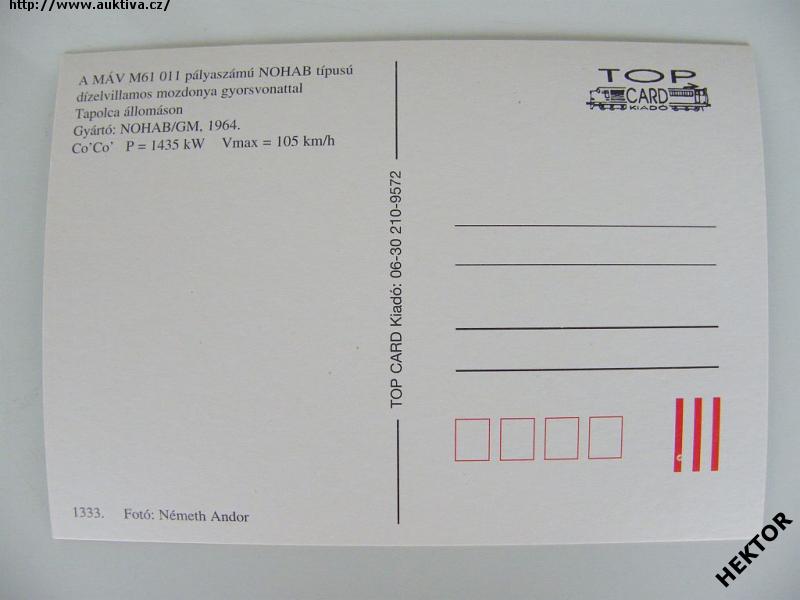 http://www.auktiva.cz/
A MÁV M61 011 pályaszámú NOHAB típusú
dízelvillamos mozdonya gyorsvonattal
Tapolca állomáson
Gyártó: NOHAB/GM, 1964.
Co'Co' P = 1435 kW Vmax = 105 km/h
1333. Fotó: Németh Andor
TOP CARD Kiadó: 06-30 210-9572
TOP
CARD
KIADÓ
HEKTOR